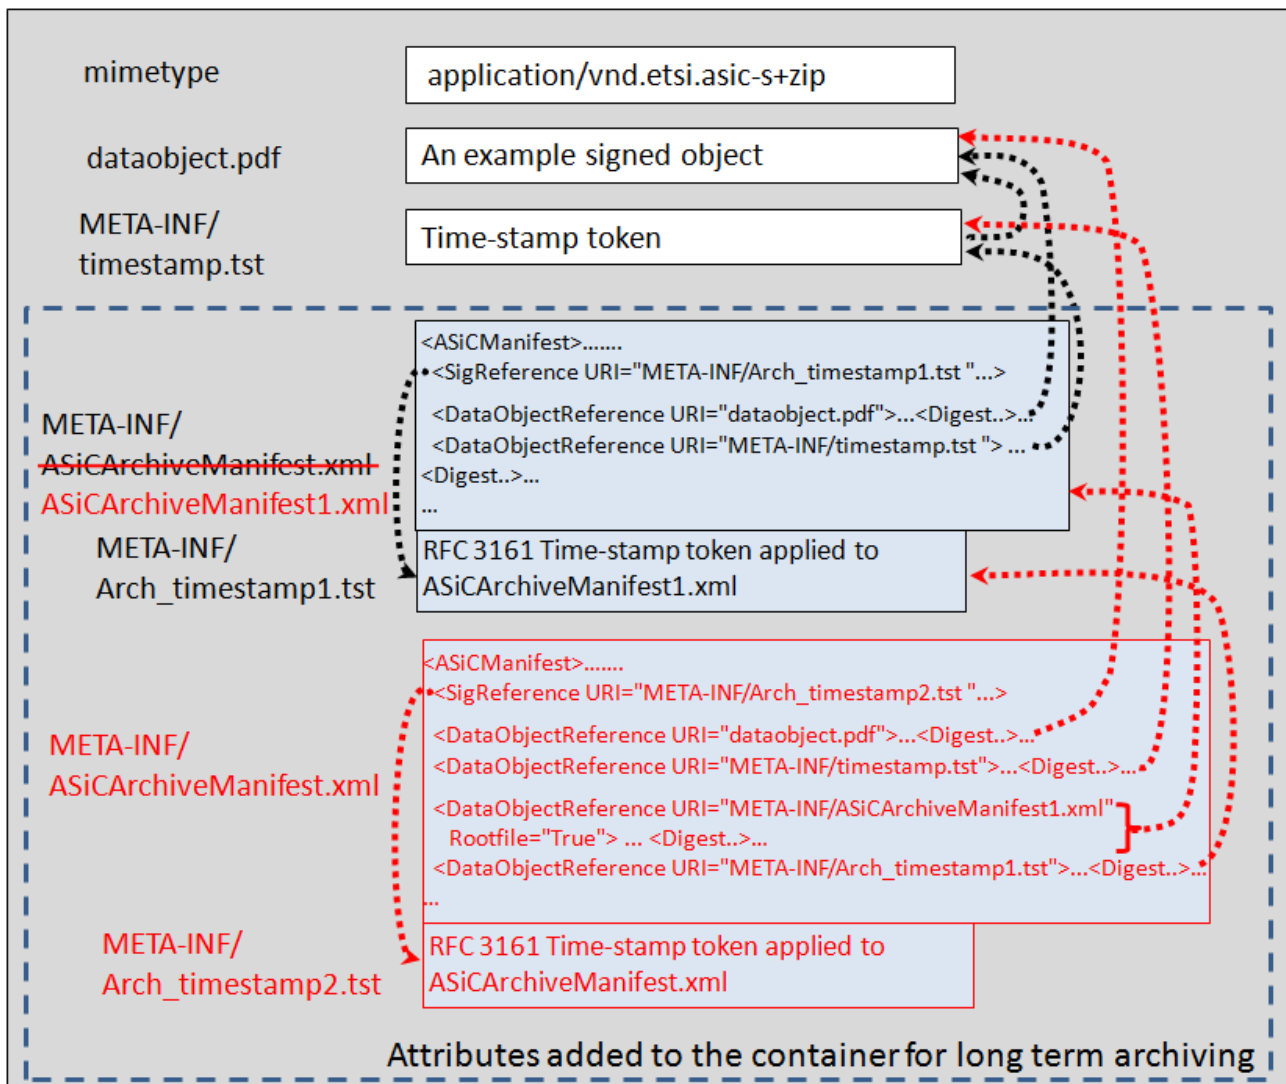 mimetype
application/vnd.etsi.asic-s+zip
dataobject.pdf
An example signed object
META-INF/
timestamp.tst
Time-stamp token
<ASiCManifest>.......
<SigReference URI="META-INF/Arch_timestamp1.tst "...>
<DataObjectReference URI="dataobject.pdf">...<Digest..>...
<DataObjectReference URI="META-INF/timestamp.tst "> ...
<Digest..>...
...
META-INF/
ASiCArchiveManifest.xml
ASiCArchiveManifest1.xml
META-INF/
Arch_timestamp1.tst
RFC 3161 Time-stamp token applied to
ASiCArchiveManifest1.xml
<ASiCManifest>.......
<SigReference URI="META-INF/Arch_timestamp2.tst "...>
<DataObjectReference URI="dataobject.pdf">...<Digest..>...
<DataObjectReference URI="META-INF/timestamp.tst">...<Digest..>...
<DataObjectReference URI="META-INF/ASiCArchiveManifest1.xml"
Rootfile="True"> ... <Digest..>...
<DataObjectReference URI="META-INF/Arch_timestamp1.tst">...<Digest..>...
...
META-INF/
ASiCArchiveManifest.xml
META-INF/
Arch_timestamp2.tst
RFC 3161 Time-stamp token applied to
ASiCArchiveManifest.xml
Attributes added to the container for long term archiving